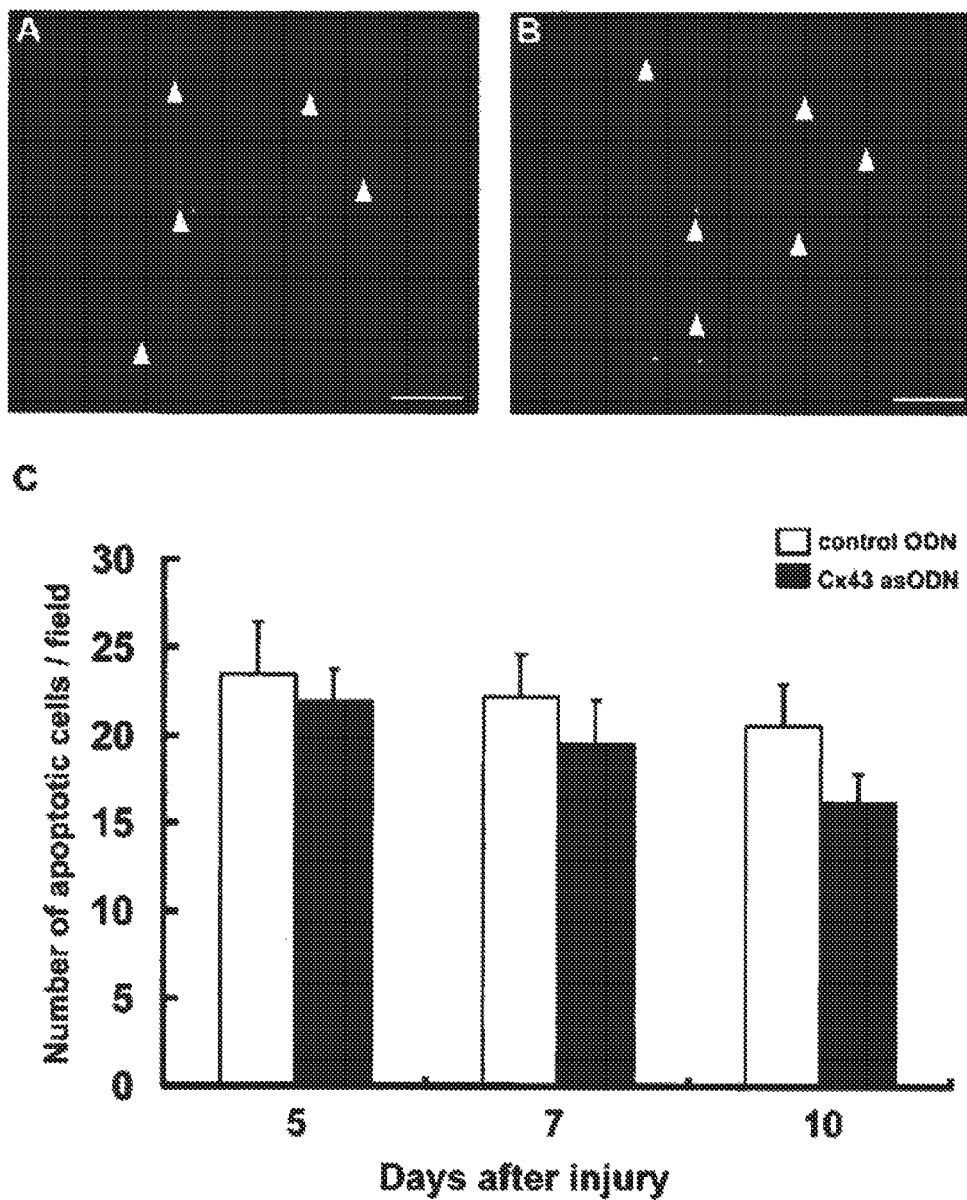 A
B
C
control ODN
Cx43 asODN
Number of apoptotic cells / field
30
25
20
15
10
5
0
5 7 10
Days after injury